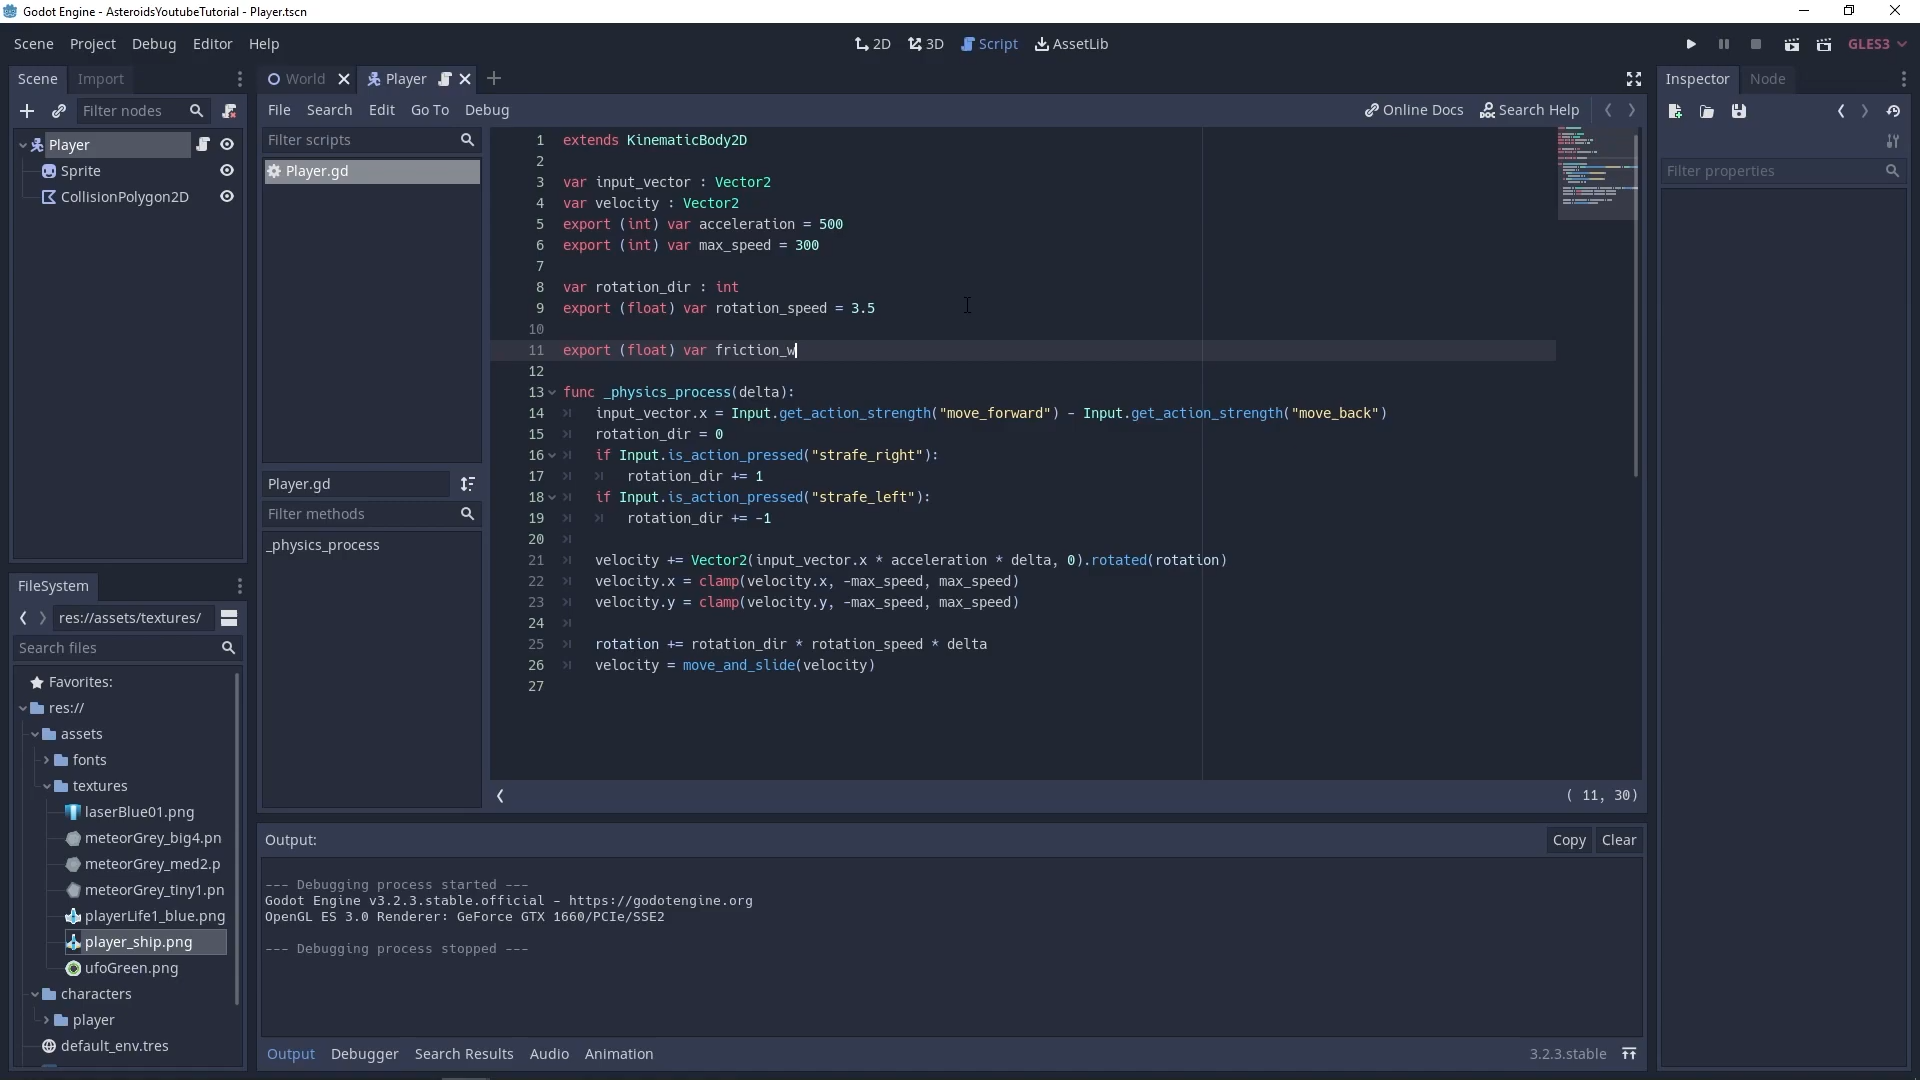 Godot Engine - AsteroidsYoutubeTutorial - Player.tscn
Scene Project Debug Editor Help
2D 3D Script AssetLib
GLES3
Scene Import
Filter nodes
Player
Sprite
CollisionPolygon2D
World Player
File Search Edit Go To Debug
Online Docs Search Help
Filter scripts
Player.gd
Player.gd
Filter methods
_physics_process
1 extends KinematicBody2D
2
3 var input_vector : Vector2
4 var velocity : Vector2
5 export (int) var acceleration = 500
6 export (int) var max_speed = 300
7
8 var rotation_dir : int
9 export (float) var rotation_speed = 3.5
10
11 export (float) var friction_w
12
13 func _physics_process(delta):
14 input_vector.x = Input.get_action_strength("move_forward") - Input.get_action_strength("move_back")
15 rotation_dir = 0
16 if Input.is_action_pressed("strafe_right"):
17 rotation_dir += 1
18 if Input.is_action_pressed("strafe_left"):
19 rotation_dir += -1
20
21 velocity += Vector2(input_vector.x * acceleration * delta, 0).rotated(rotation)
22 velocity.x = clamp(velocity.x, -max_speed, max_speed)
23 velocity.y = clamp(velocity.y, -max_speed, max_speed)
24
25 rotation += rotation_dir * rotation_speed * delta
26 velocity = move_and_slide(velocity)
27
( 11, 30)
Inspector Node
Filter properties
FileSystem
res://assets/textures/
Search files
Favorites:
res://
assets
fonts
textures
laserBlue01.png
meteorGrey_big4.pn
meteorGrey_med2.p
meteorGrey_tiny1.pn
playerLife1_blue.png
player_ship.png
ufoGreen.png
characters
player
default_env.tres
Output: Copy Clear
--- Debugging process started ---
Godot Engine v3.2.3.stable.official - https://godotengine.org
OpenGL ES 3.0 Renderer: GeForce GTX 1660/PCIe/SSE2
--- Debugging process stopped ---
Output Debugger Search Results Audio Animation
3.2.3.stable